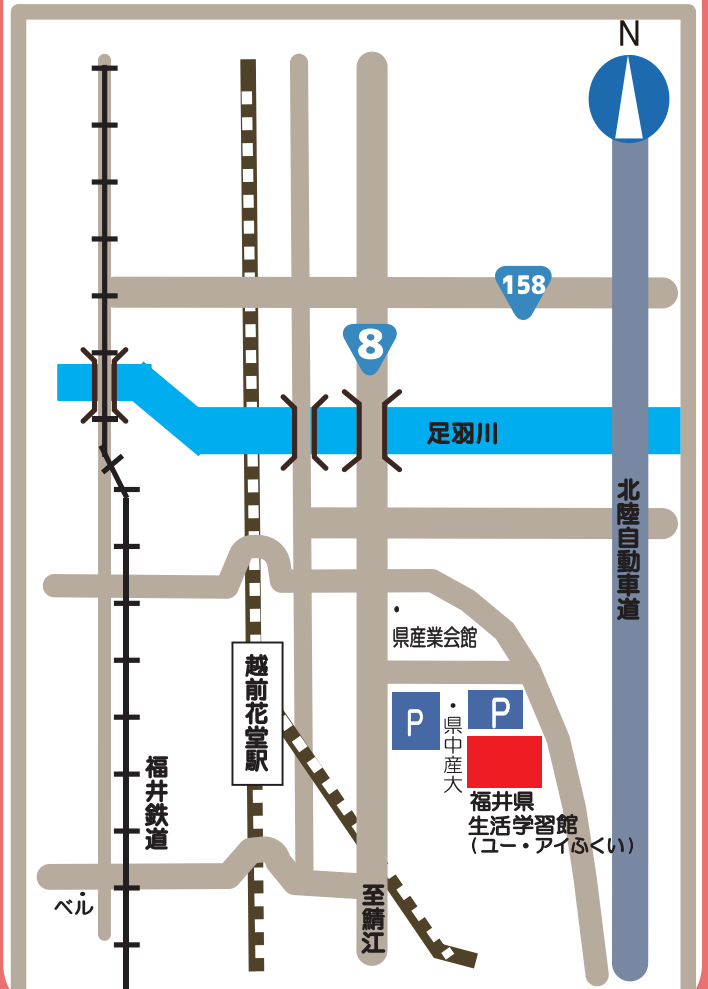 N
158
8
足羽川
北陸自動車道
県産業会館
越前花堂駅
P
・県中産大
P
福井県
生活学習館
(ユー・アイふくい)
福井鉄道
ベル
至鯖江